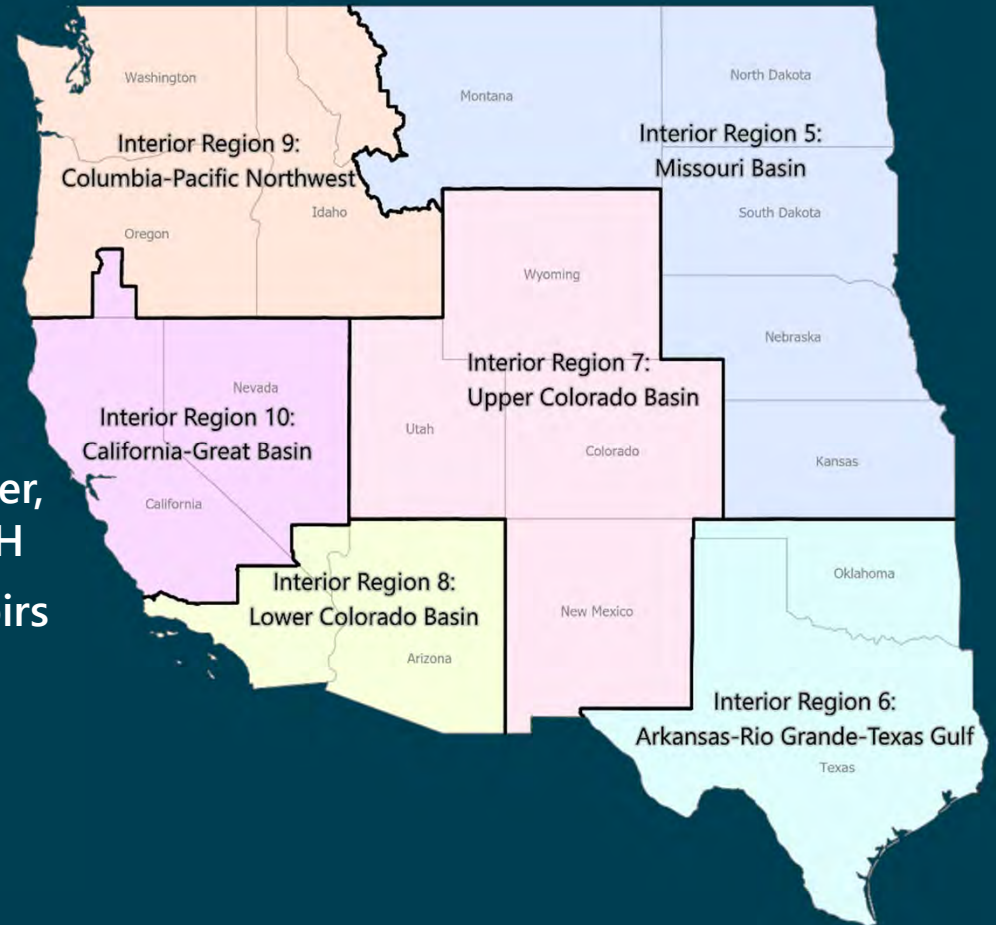 Washington
Montana
North Dakota
Interior Region 9:
Columbia-Pacific Northwest
Interior Region 5:
Missouri Basin
Idaho
South Dakota
Oregon
Wyoming
Nebraska
Interior Region 7:
Upper Colorado Basin
Nevada
Interior Region 10:
California-Great Basin
Utah
Colorado
Kansas
California
Interior Region 8:
Lower Colorado Basin
Oklahoma
New Mexico
Arizona
Interior Region 6:
Arkansas-Rio Grande-Texas Gulf
Texas